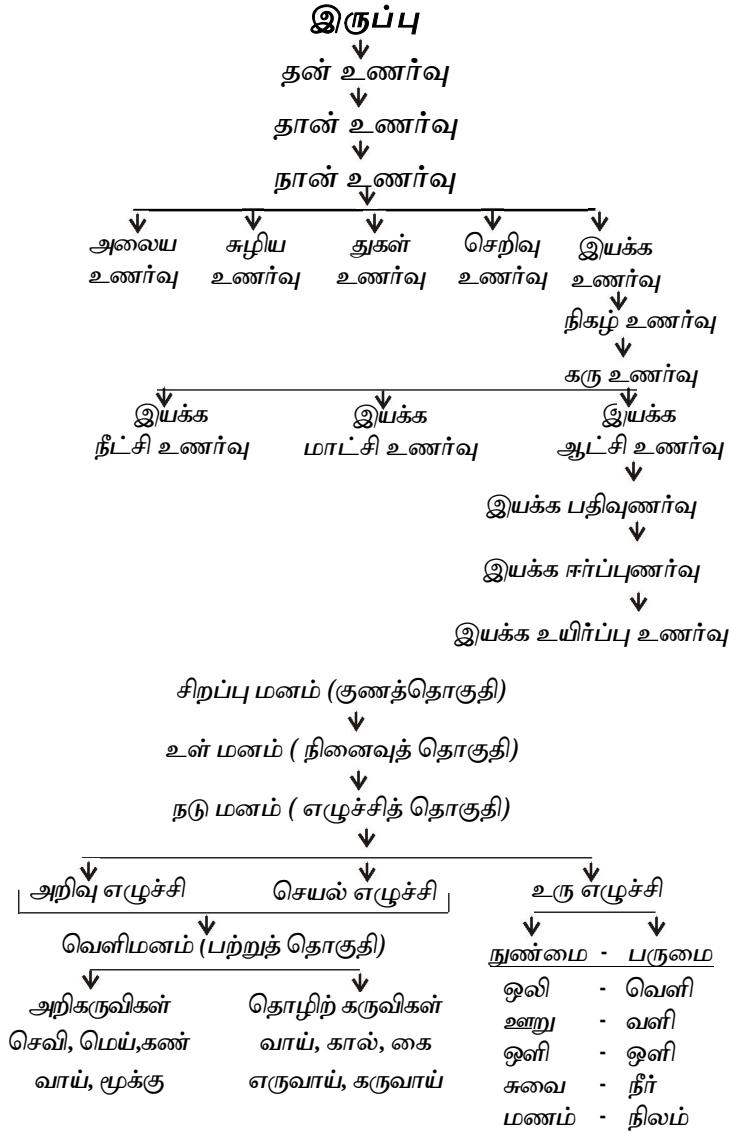 இருப்பு
தன் உணர்வு
தான் உணர்வு
நான் உணர்வு
அலைய சுழிய துகள் செறிவு இயக்க
உணர்வு உணர்வு உணர்வு உணர்வு உணர்வு
நிகழ் உணர்வு
கரு உணர்வு
இயக்க இயக்க இயக்க
நீட்சி உணர்வு மாட்சி உணர்வு ஆட்சி உணர்வு
இயக்க பதிவுணர்வு
இயக்க ஈர்ப்புணர்வு
இயக்க உயிர்ப்பு உணர்வு
சிறப்பு மனம் (குணத்தொகுதி)
உள் மனம் ( நினைவுத் தொகுதி)
நடு மனம் ( எழுச்சித் தொகுதி)
அறிவு எழுச்சி செயல் எழுச்சி உரு எழுச்சி
வெளிமனம் (பற்றுத் தொகுதி) நுண்மை - பருமை
அறிகருவிகள் தொழிற் கருவிகள் ஒலி - வெளி
செவி, மெய்,கண் வாய், கால், கை ஊறு - வளி
வாய், மூக்கு எருவாய், கருவாய் ஒளி - ஒளி
சுவை - நீர்
மணம் - நிலம்